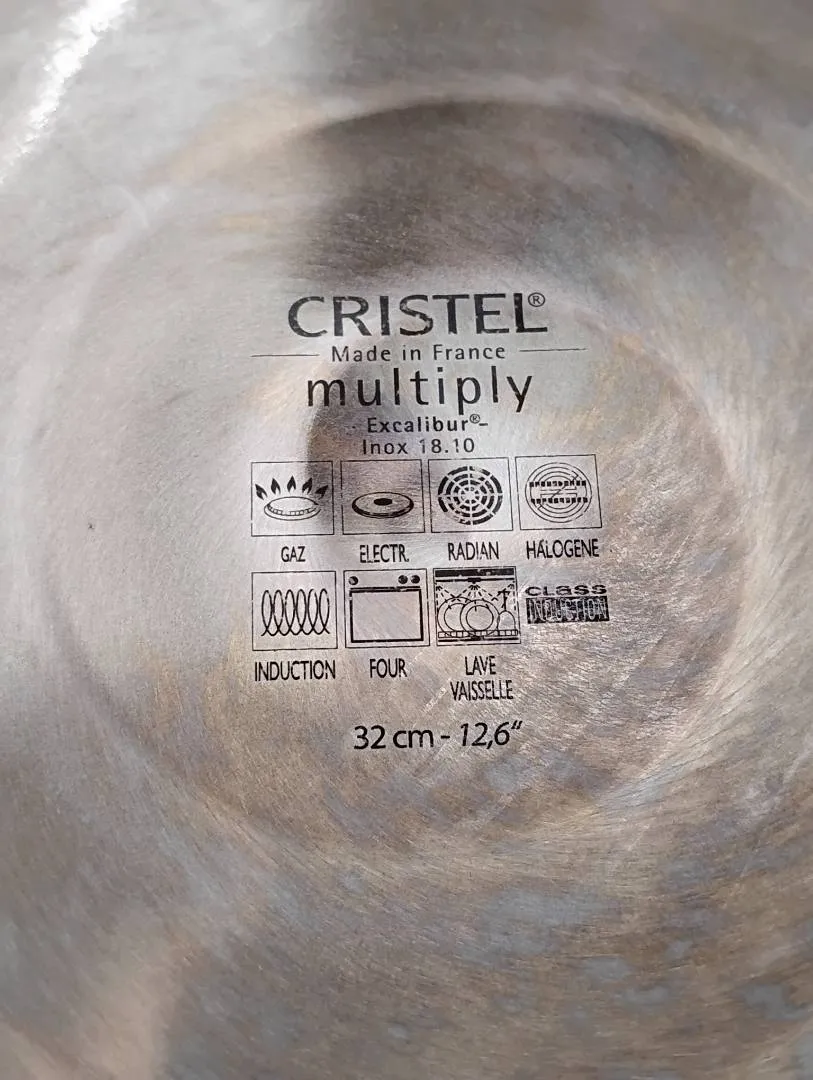 CRISTEL®
Made in France
multiply
- Excalibur®-
Inox 18.10
GAZ ELECTR. RADIAN HALOGENE
CLASS
INDUCTION
INDUCTION FOUR LAVE
VAISSELLE
32 cm - 12,6"